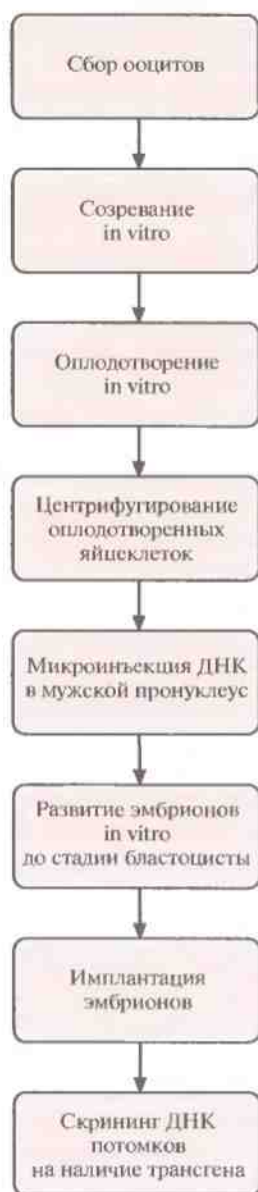 Сбор ооцитов
Созревание
in vitro
Оплодотворение
in vitro
Центрифугирование
оплодотворенных
яйцеклеток
Микроинъекция ДНК
в мужской пронуклеус
Развитие эмбрионов
in vitro
до стадии бластоцисты
Имплантация
эмбрионов
Скрининг ДНК
потомков
на наличие трансгена